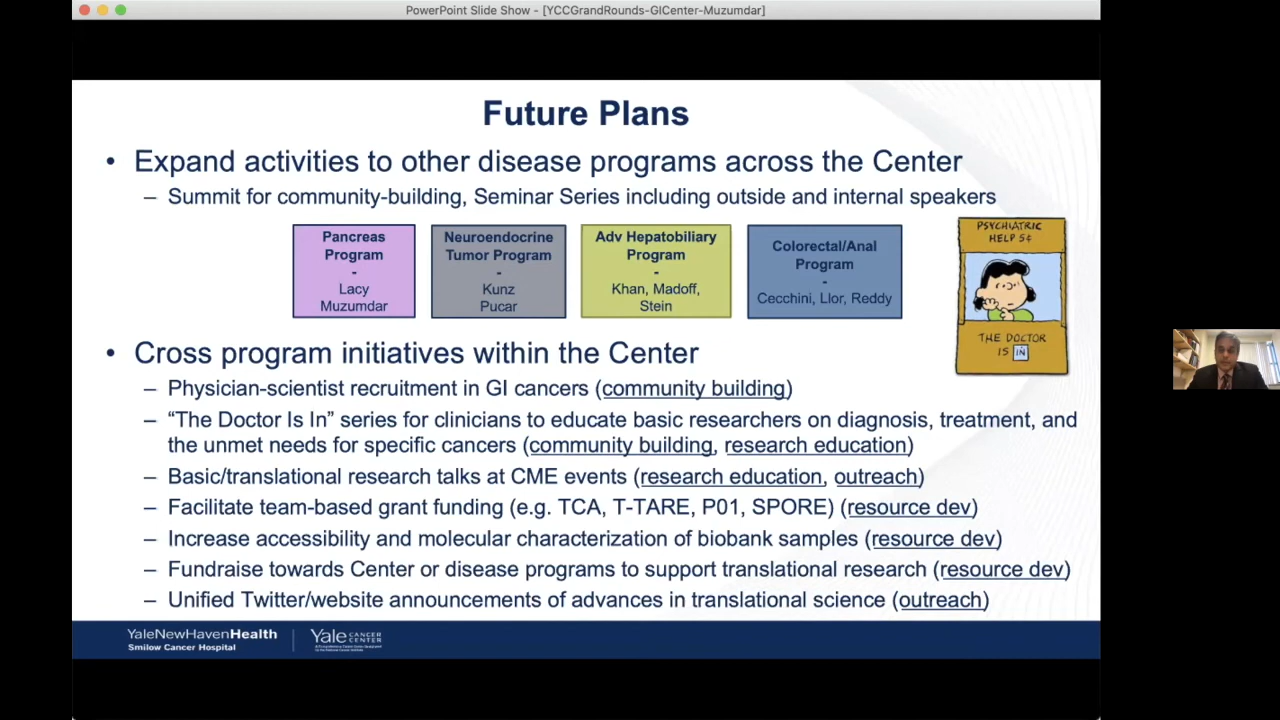 PowerPoint Slide Show - [YCCGrandRounds-GICenter-Muzumdar]
Future Plans
• Expand activities to other disease programs across the Center
– Summit for community-building, Seminar Series including outside and internal speakers
Pancreas
Program
-
Lacy
Muzumdar
Neuroendocrine
Tumor Program
-
Kunz
Pucar
Adv Hepatobiliary
Program
-
Khan, Madoff,
Stein
Colorectal/Anal
Program
-
Cecchini, Llor, Reddy
PSYCHIATRIC
HELP 5¢
THE DOCTOR
IS IN
• Cross program initiatives within the Center
– Physician-scientist recruitment in GI cancers (community building)
– “The Doctor Is In” series for clinicians to educate basic researchers on diagnosis, treatment, and
the unmet needs for specific cancers (community building, research education)
– Basic/translational research talks at CME events (research education, outreach)
– Facilitate team-based grant funding (e.g. TCA, T-TARE, P01, SPORE) (resource dev)
– Increase accessibility and molecular characterization of biobank samples (resource dev)
– Fundraise towards Center or disease programs to support translational research (resource dev)
– Unified Twitter/website announcements of advances in translational science (outreach)
YaleNewHavenHealth
Smilow Cancer Hospital
Yale CANCER
CENTER